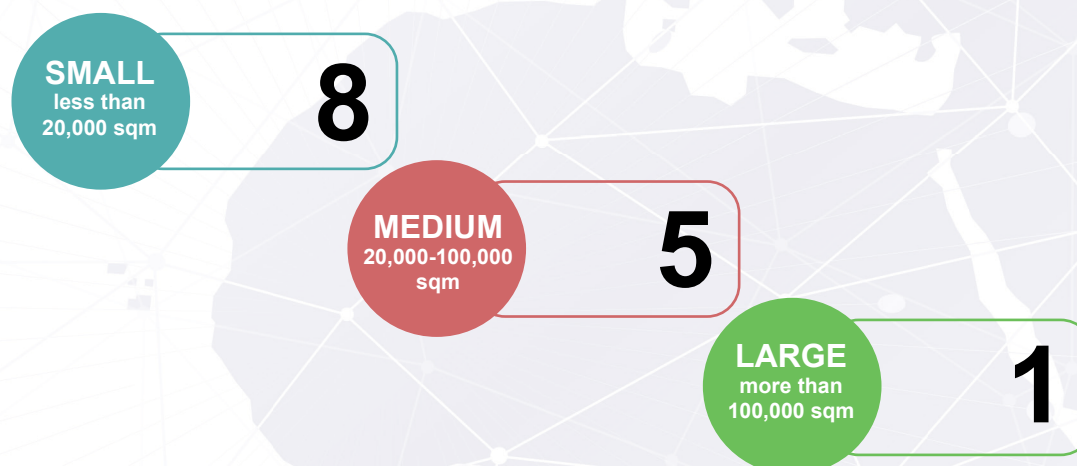 SMALL
less than
20,000 sqm
8
MEDIUM
20,000-100,000
sqm
5
LARGE
more than
100,000 sqm
1